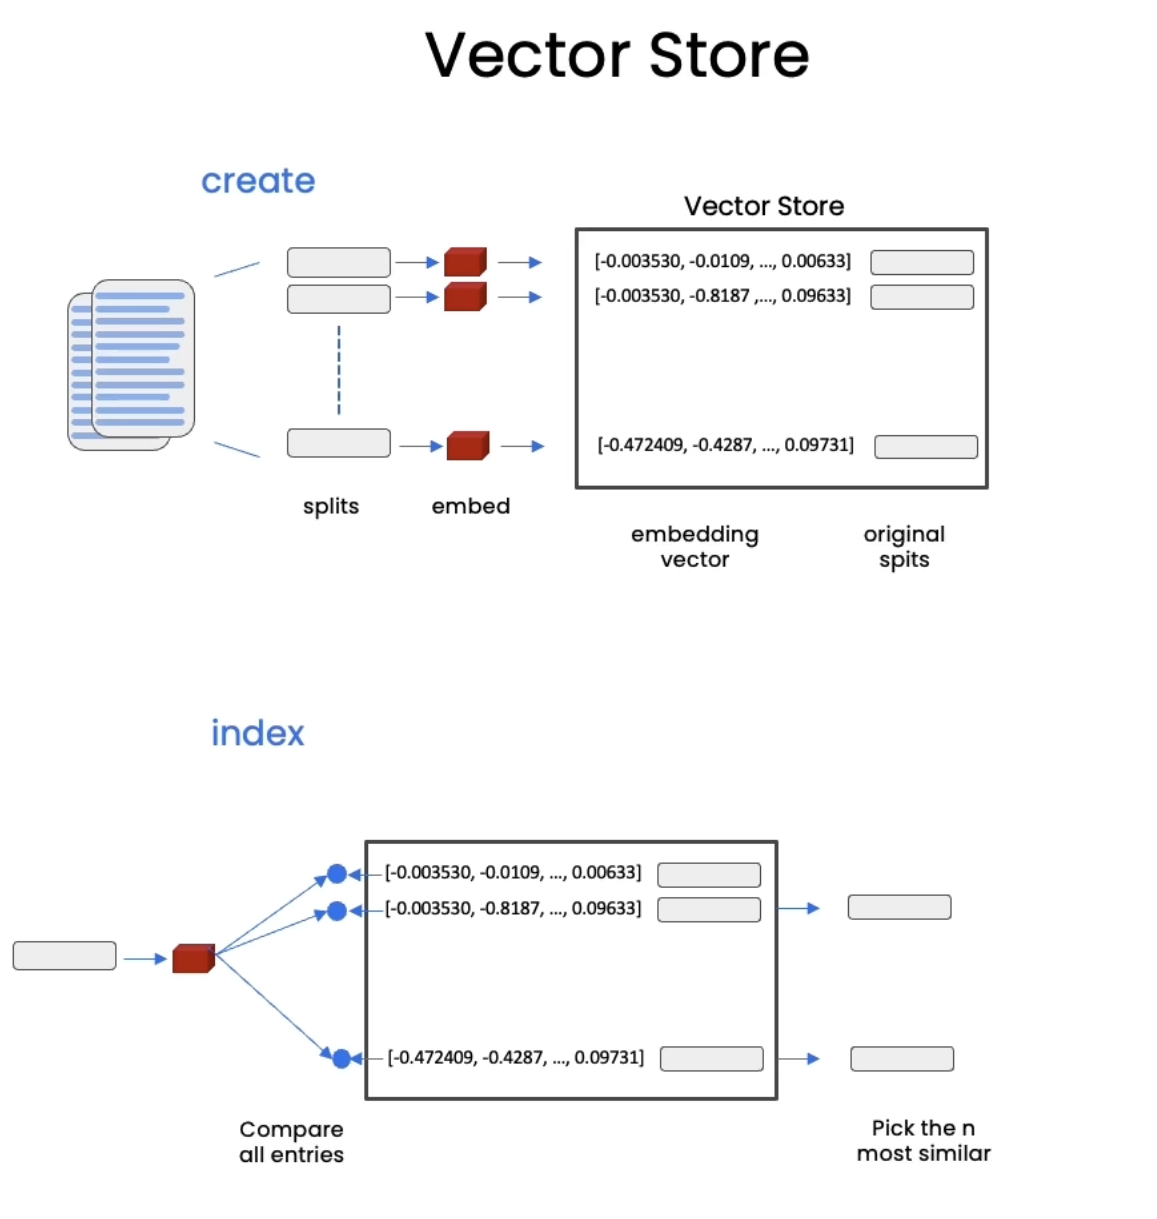 Vector Store
create
Vector Store
[-0.003530, -0.0109, ..., 0.00633]
[-0.003530, -0.8187 ,..., 0.09633]
[-0.472409, -0.4287, ..., 0.09731]
splits
embed
embedding
vector
original
spits
index
[-0.003530, -0.0109, ..., 0.00633]
[-0.003530, -0.8187, ..., 0.09633]
[-0.472409, -0.4287, ..., 0.09731]
Compare
all entries
Pick the n
most similar